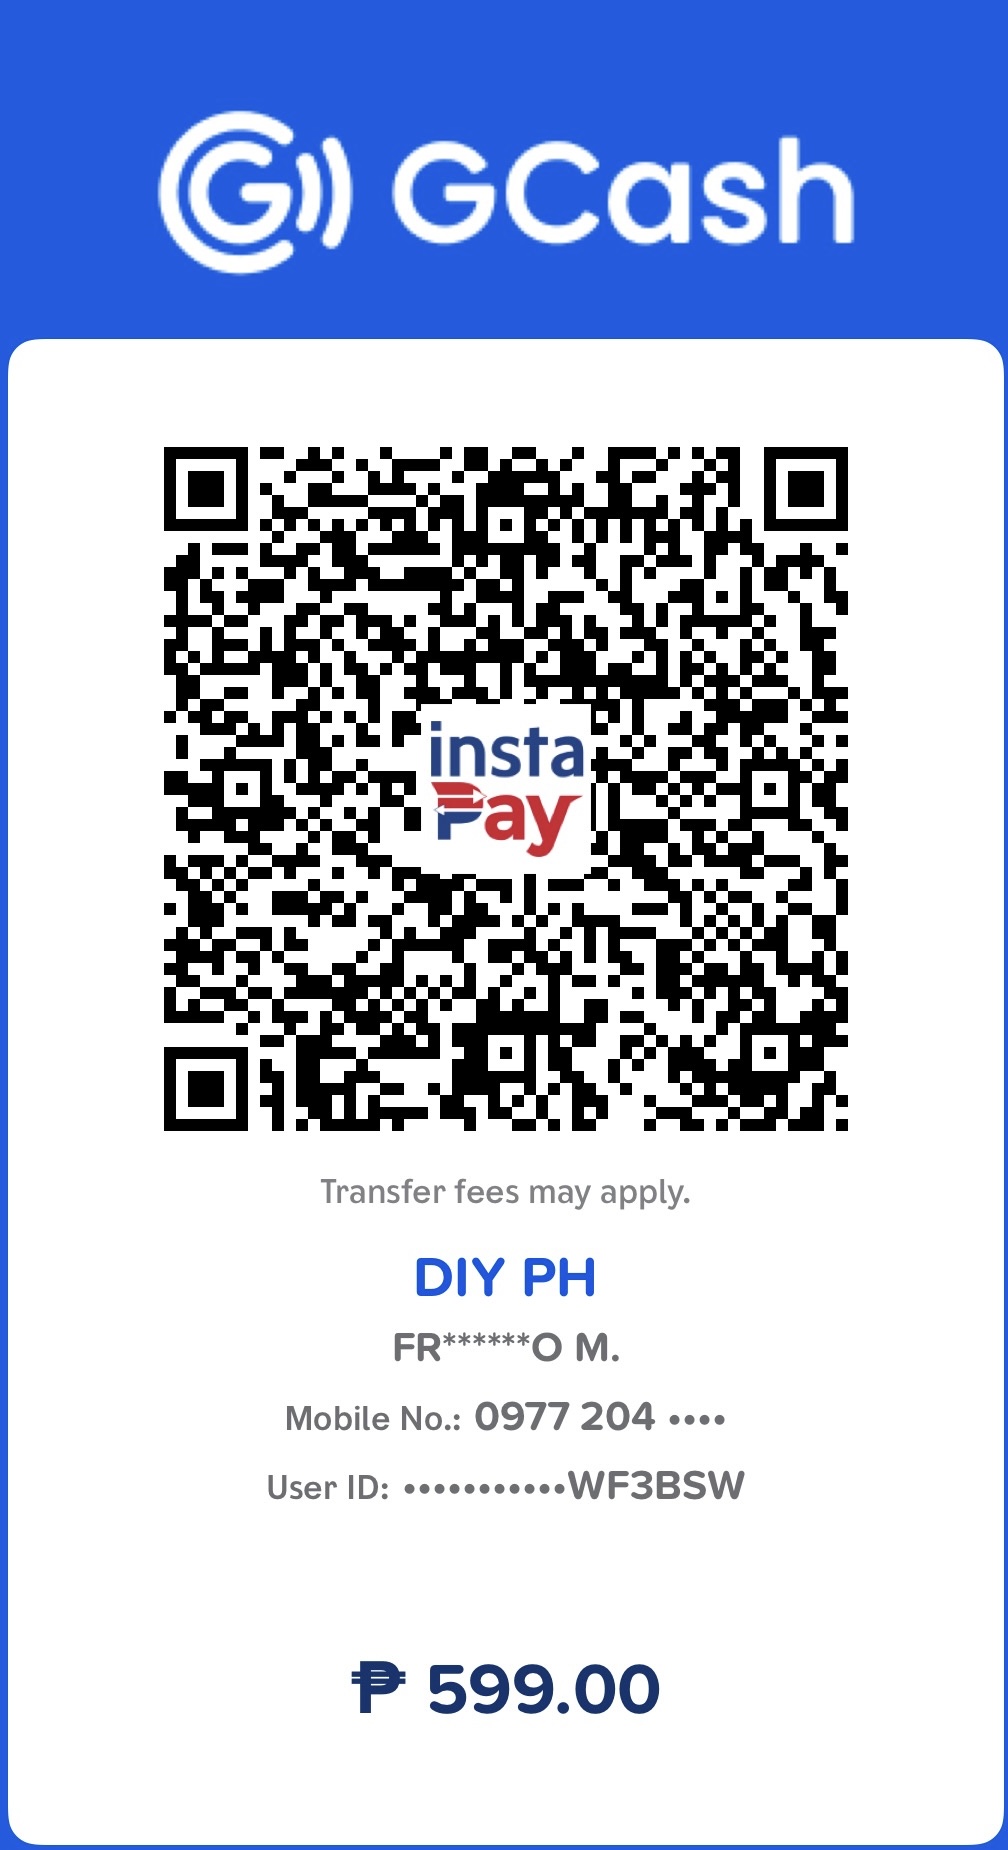 GCash
insta
Pay
Transfer fees may apply.
DIY PH
FR******O M.
Mobile No.: 0977 204 ••••
User ID: •••••••••••WF3BSW
₱ 599.00